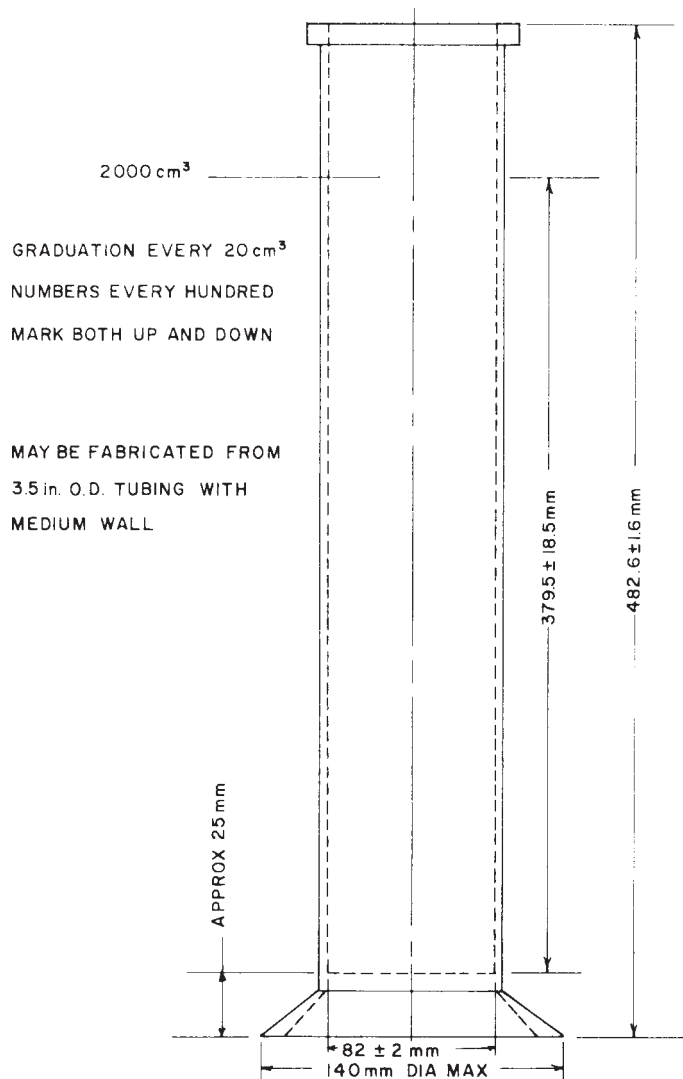 2000 cm³
GRADUATION EVERY 20 cm³
NUMBERS EVERY HUNDRED
MARK BOTH UP AND DOWN
MAY BE FABRICATED FROM
3.5 in. O.D. TUBING WITH
MEDIUM WALL
379.5 ± 18.5 mm
482.6 ± 1.6 mm
APPROX 25 mm
82 ± 2 mm
140 mm DIA MAX